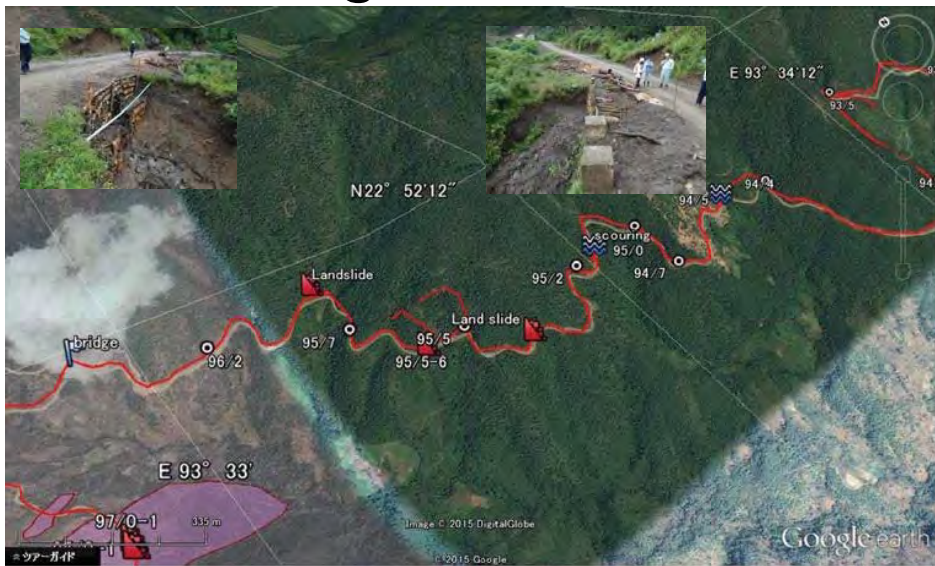 E 93° 34'12"
93/5
N22° 52'12"
94/5
94/4
94
scouring
95/0
94/7
95/2
Landslide
Land slide
95/7
95/5
95/5-6
bridge
96/2
E 93° 33'
97/0-1
335 m
Image © 2015 DigitalGlobe
© 2015 Google
Google earth
ツアーガイド